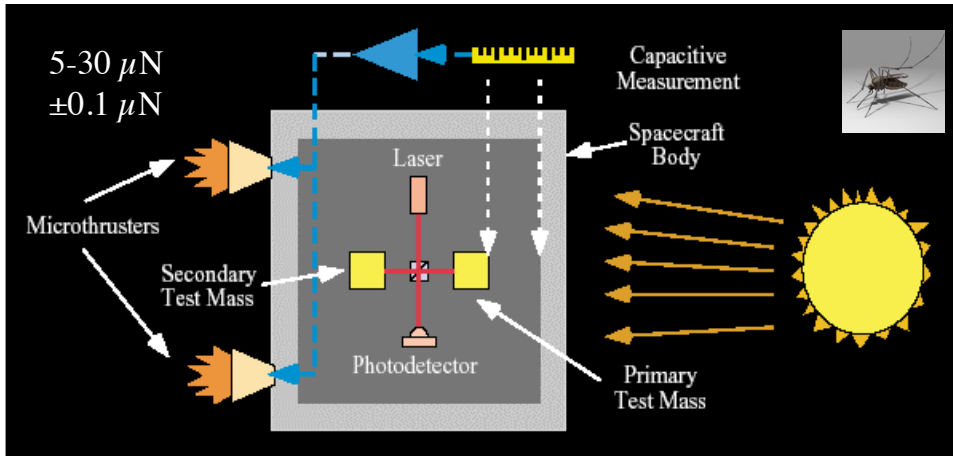 5-30 µN
±0.1 µN
Capacitive
Measurement
Spacecraft
Body
Laser
Microthrusters
Secondary
Test Mass
Photodetector
Primary
Test Mass